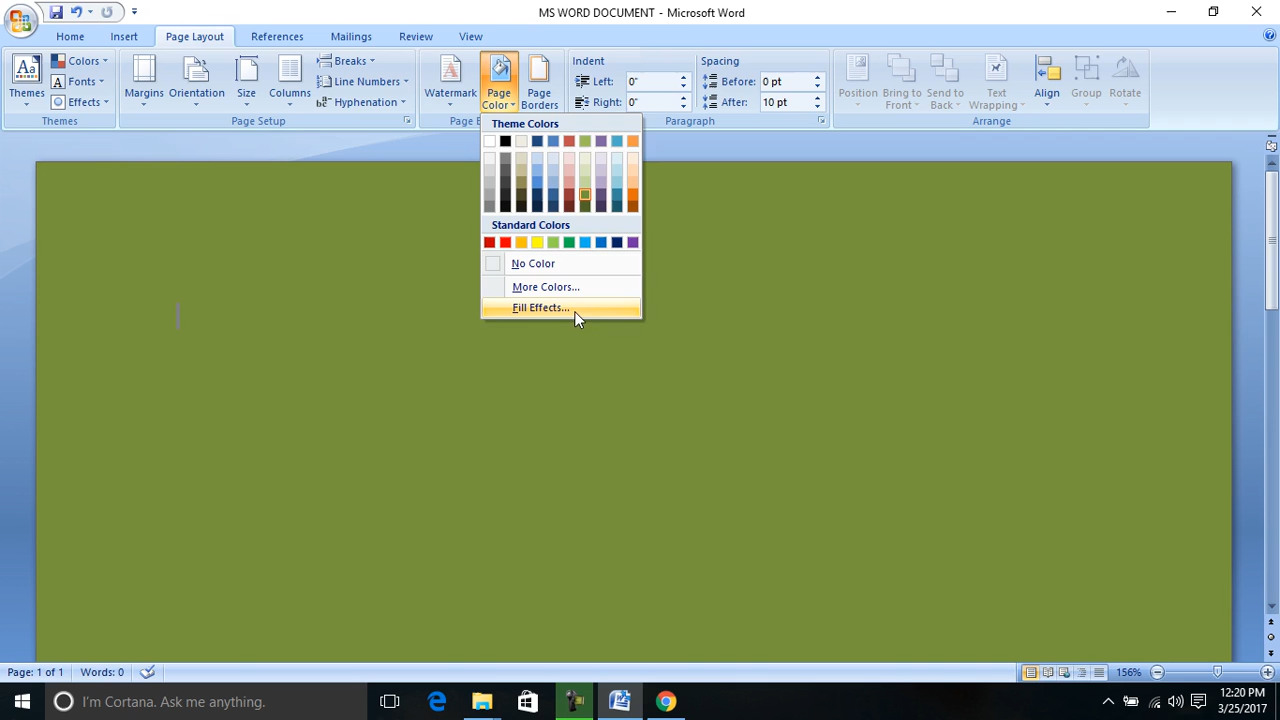 MS WORD DOCUMENT - Microsoft Word
Home Insert Page Layout References Mailings Review View
Aa Themes Colors Fonts Effects Themes
Margins Orientation Size Columns Breaks Line Numbers Hyphenation Page Setup
Watermark Page Color Page Borders Page B
Indent Left: 0" Right: 0" Spacing Before: 0 pt After: 10 pt Paragraph
Position Bring to Front Send to Back Text Wrapping Align Group Rotate Arrange
Theme Colors
Standard Colors
No Color
More Colors...
Fill Effects...
Page: 1 of 1 Words: 0 156%
I'm Cortana. Ask me anything.
12:20 PM
3/25/2017